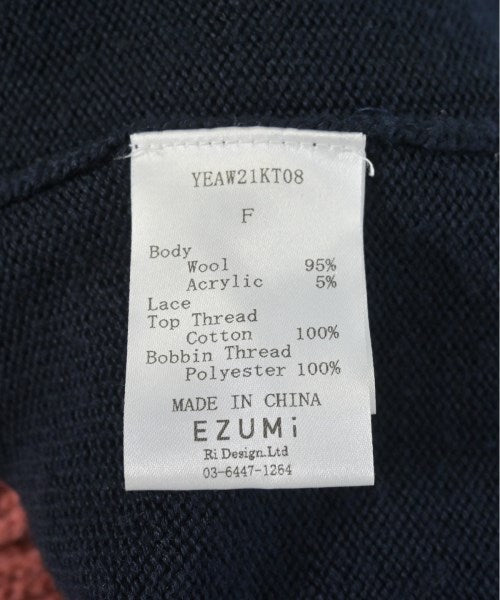 YEAW21KT08
F
Body
Wool 95%
Acrylic 5%
Lace
Top Thread
Cotton 100%
Bobbin Thread
Polyester 100%
MADE IN CHINA
EZUMi
Ri Design.Ltd
03-6447-1264